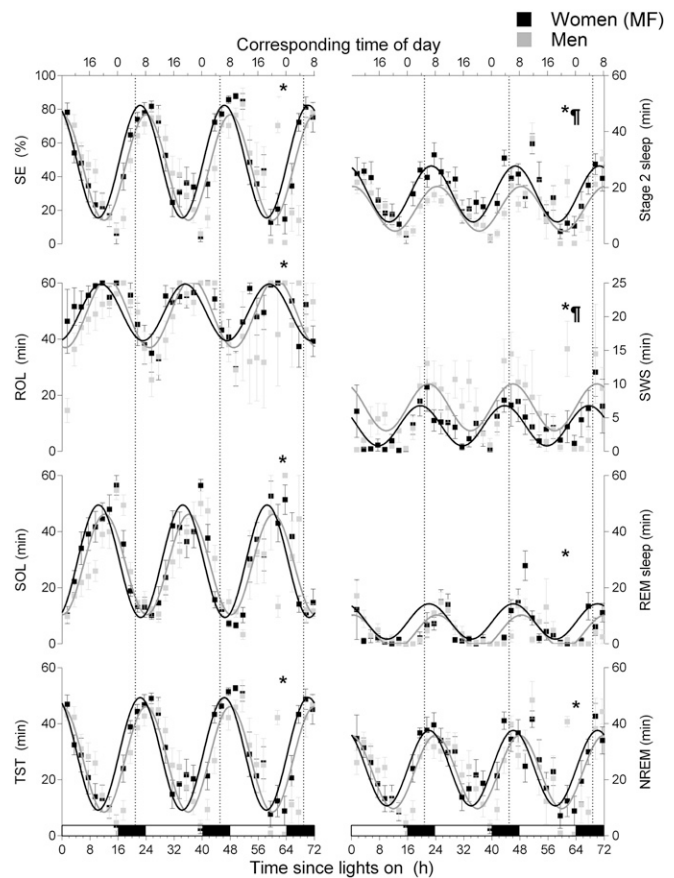 Women (MF)
Men
Corresponding time of day
16 0 16 0 16 0 8
16 0 16 0 16 0 8
100
80
60
40
20
0
SE (%)
*
60
40
20
0
Stage 2 sleep (min)
*¶
60
40
20
0
ROL (min)
*
25
20
15
10
5
0
SWS (min)
*¶
60
40
20
0
SOL (min)
*
60
40
20
0
REM sleep (min)
*
60
40
20
0
TST (min)
*
60
40
20
0
NREM (min)
*
0 8 16 24 32 40 48 56 64 72
0 8 16 24 32 40 48 56 64 72
Time since lights on (h)
Time since lights on (h)